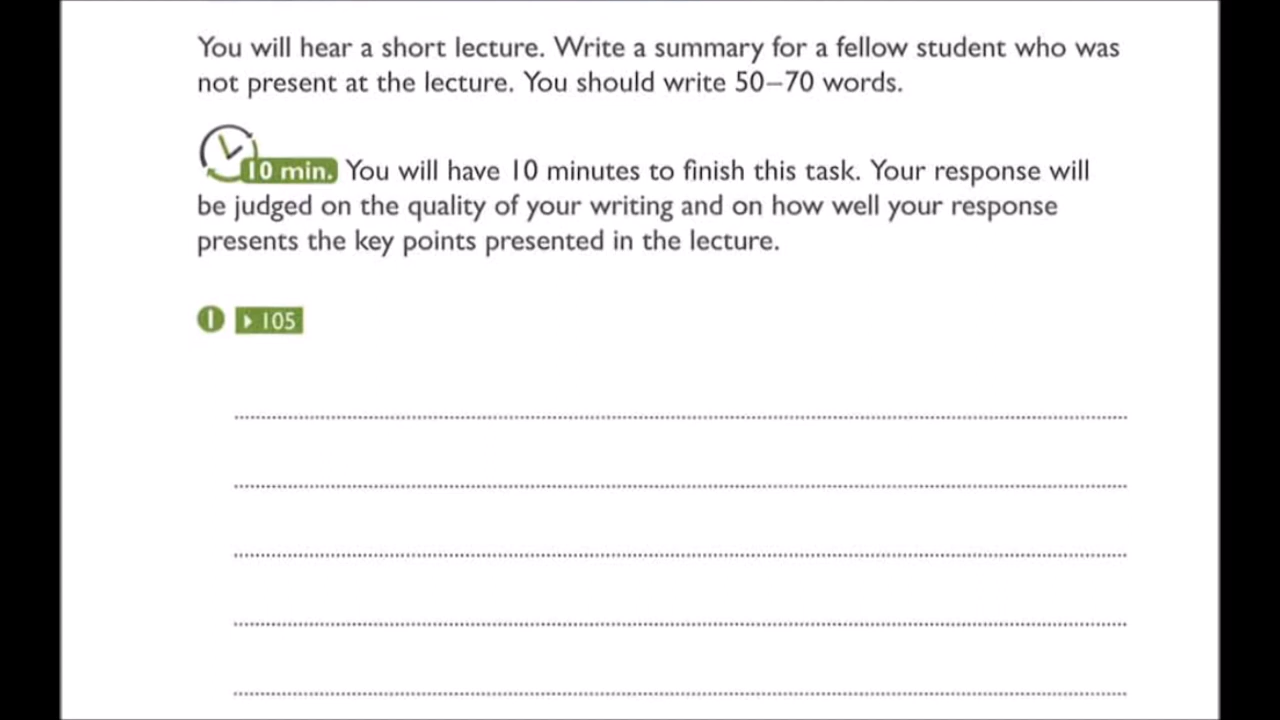 You will hear a short lecture. Write a summary for a fellow student who was
not present at the lecture. You should write 50–70 words.
10 min. You will have 10 minutes to finish this task. Your response will
be judged on the quality of your writing and on how well your response
presents the key points presented in the lecture.
1 ▶ 105